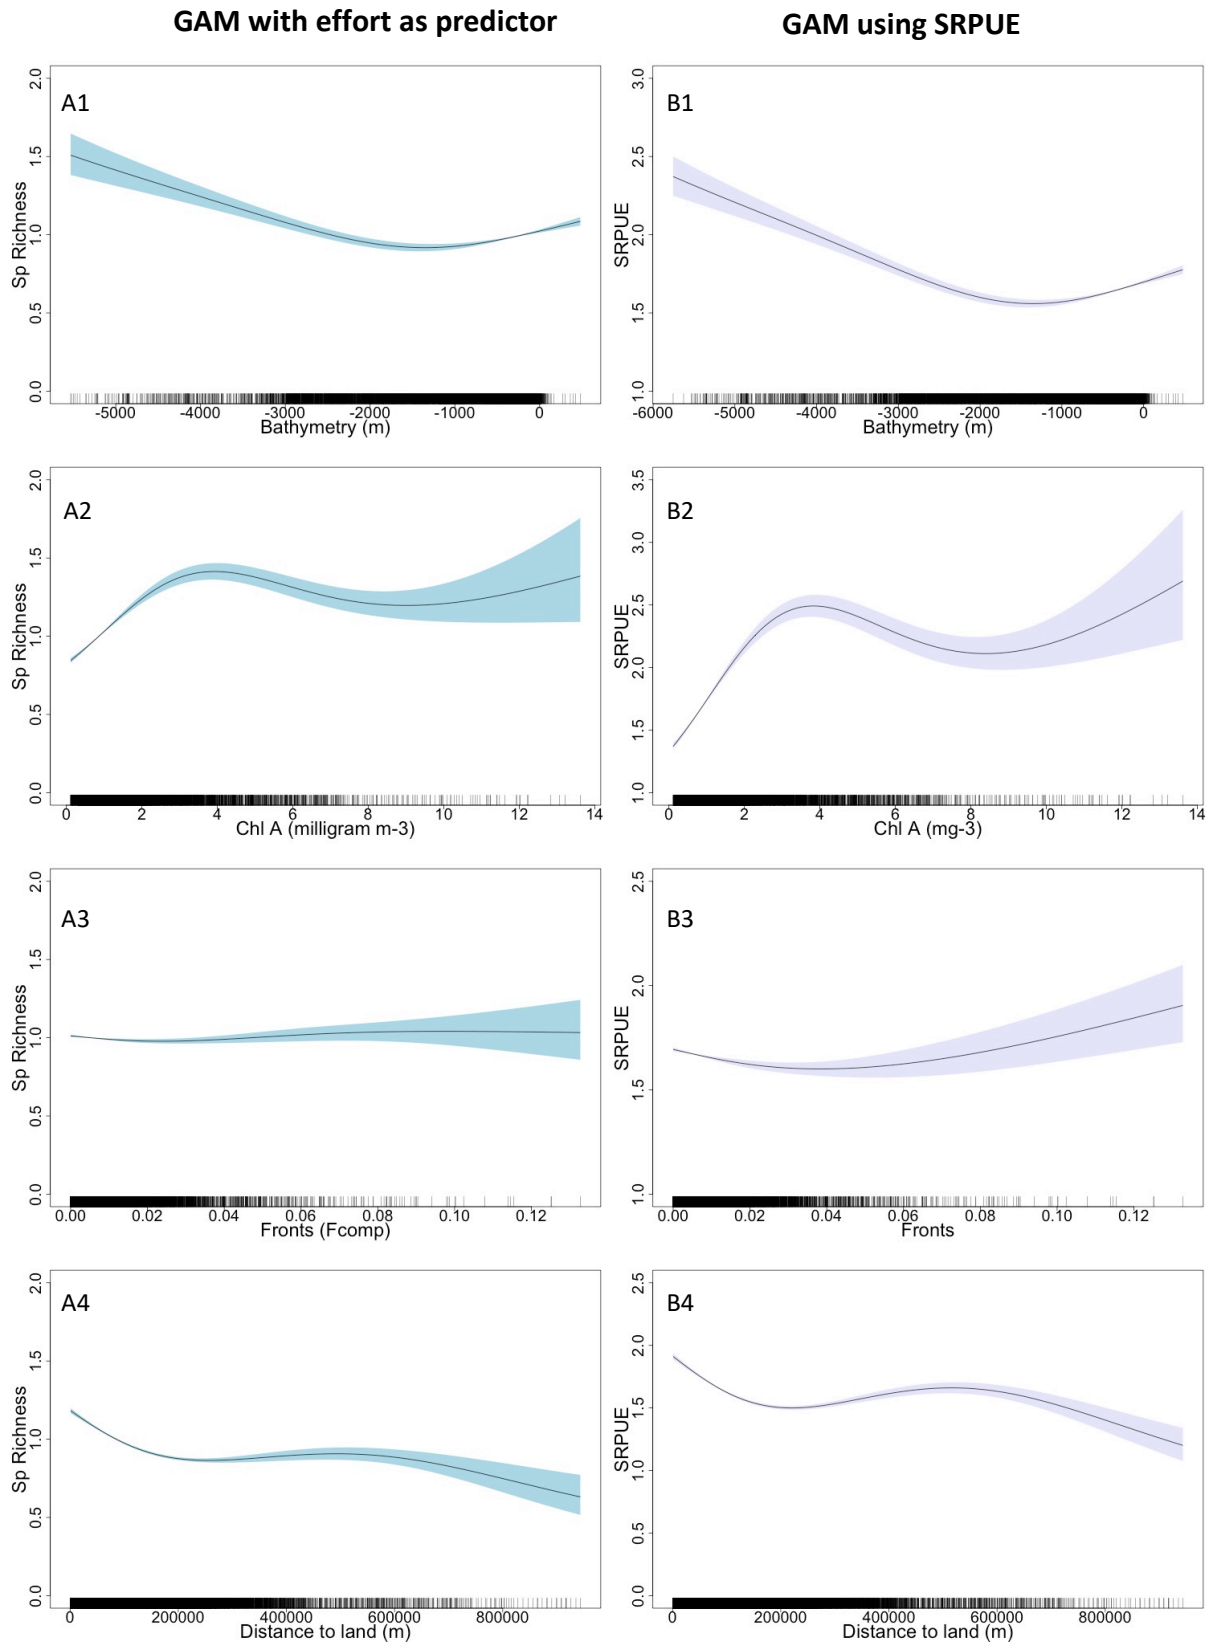 GAM with effort as predictor
GAM using SRPUE
A1
Sp Richness
0.0 0.5 1.0 1.5 2.0
-5000 -4000 -3000 -2000 -1000 0
Bathymetry (m)
B1
SRPUE
1.0 1.5 2.0 2.5 3.0
-6000 -5000 -4000 -3000 -2000 -1000 0
Bathymetry (m)
A2
Sp Richness
0.0 0.5 1.0 1.5 2.0
0 2 4 6 8 10 12 14
Chl A (milligram m-3)
B2
SRPUE
1.0 1.5 2.0 2.5 3.0 3.5
0 2 4 6 8 10 12 14
Chl A (mg-3)
A3
Sp Richness
0.0 0.5 1.0 1.5 2.0
0.00 0.02 0.04 0.06 0.08 0.10 0.12
Fronts (Fcomp)
B3
SRPUE
1.0 1.5 2.0 2.5
0.00 0.02 0.04 0.06 0.08 0.10 0.12
Fronts
A4
Sp Richness
0.0 0.5 1.0 1.5 2.0
0 200000 400000 600000 800000
Distance to land (m)
B4
SRPUE
0.0 0.5 1.0 1.5 2.0 2.5
0 200000 400000 600000 800000
Distance to land (m)